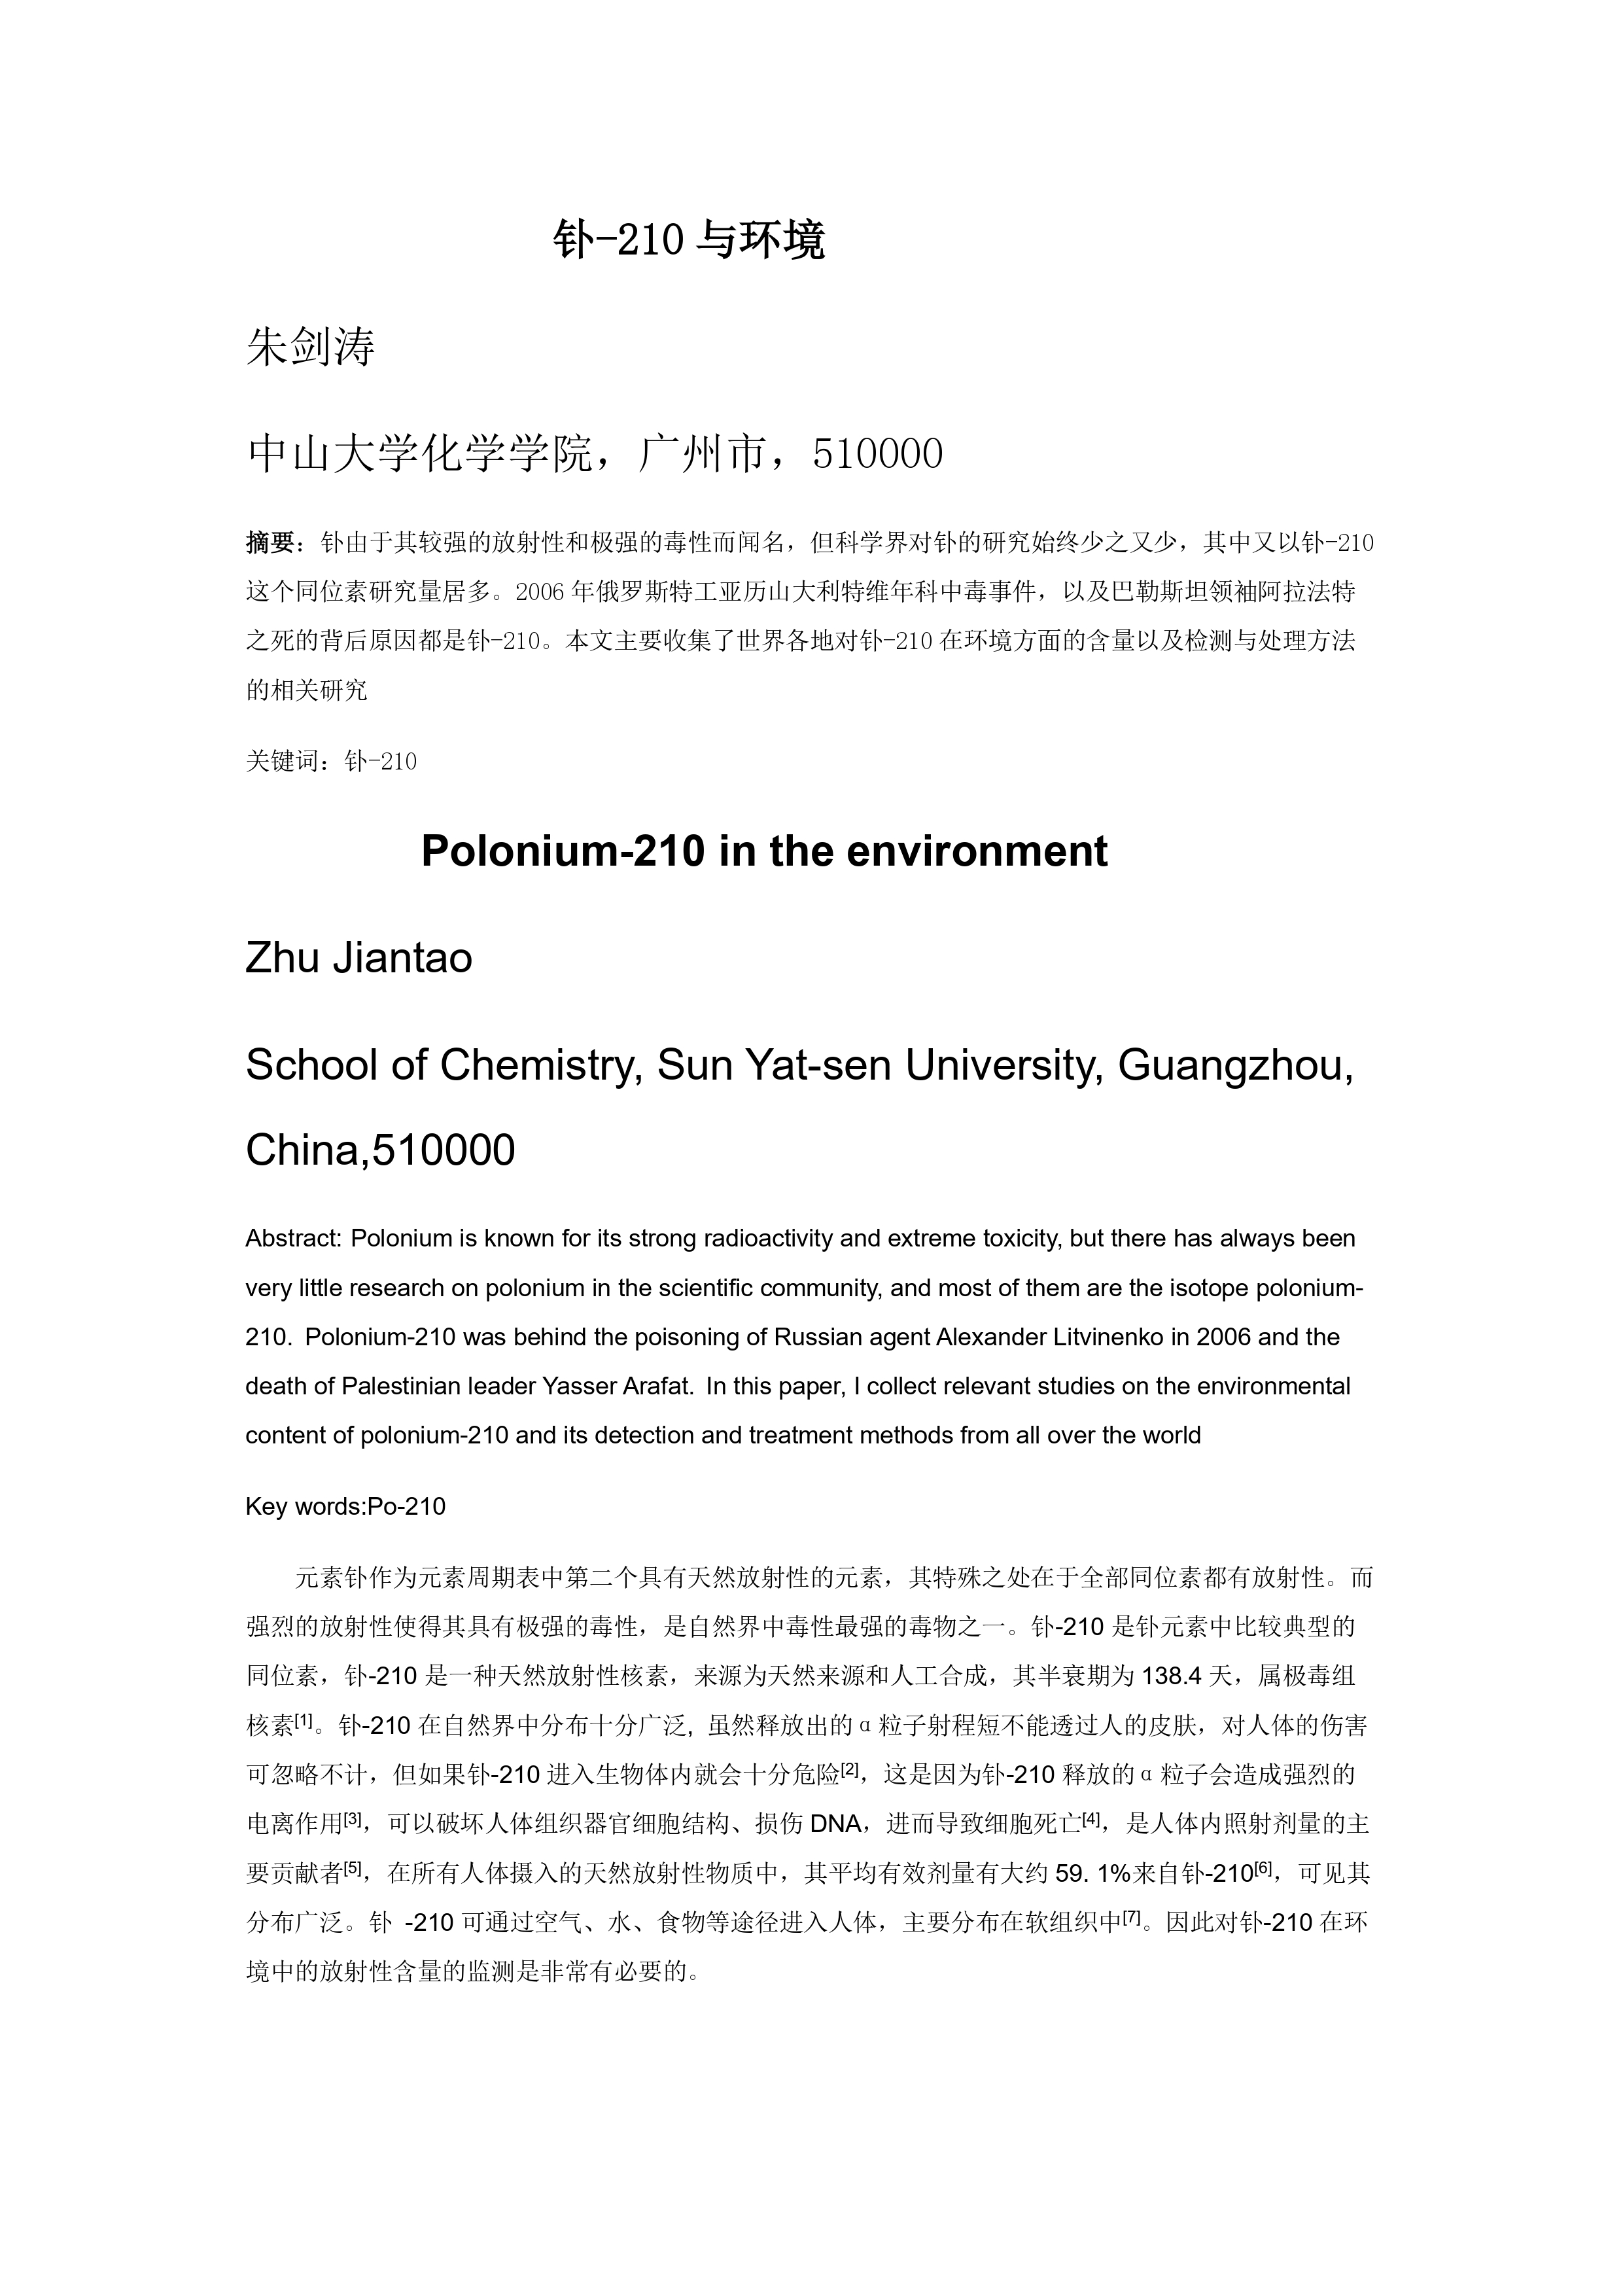 钋-210 与环境
朱剑涛
中山大学化学学院，广州市，510000
摘要：钋由于其较强的放射性和极强的毒性而闻名，但科学界对钋的研究始终少之又少，其中又以钋-210
这个同位素研究量居多。2006 年俄罗斯特工亚历山大利特维年科中毒事件，以及巴勒斯坦领袖阿拉法特
之死的背后原因都是钋-210。本文主要收集了世界各地对钋-210 在环境方面的含量以及检测与处理方法
的相关研究
关键词：钋-210
Polonium-210 in the environment
Zhu Jiantao
School of Chemistry, Sun Yat-sen University, Guangzhou,
China,510000
Abstract: Polonium is known for its strong radioactivity and extreme toxicity, but there has always been
very little research on polonium in the scientific community, and most of them are the isotope polonium-
210. Polonium-210 was behind the poisoning of Russian agent Alexander Litvinenko in 2006 and the
death of Palestinian leader Yasser Arafat. In this paper, I collect relevant studies on the environmental
content of polonium-210 and its detection and treatment methods from all over the world
Key words:Po-210
元素钋作为元素周期表中第二个具有天然放射性的元素，其特殊之处在于全部同位素都有放射性。而
强烈的放射性使得其具有极强的毒性，是自然界中毒性最强的毒物之一。钋-210 是钋元素中比较典型的
同位素，钋-210 是一种天然放射性核素，来源为天然来源和人工合成，其半衰期为 138.4 天，属极毒组
核素[1]。钋-210 在自然界中分布十分广泛, 虽然释放出的 α 粒子射程短不能透过人的皮肤，对人体的伤害
可忽略不计，但如果钋-210 进入生物体内就会十分危险[2]，这是因为钋-210 释放的 α 粒子会造成强烈的
电离作用[3]，可以破坏人体组织器官细胞结构、损伤 DNA，进而导致细胞死亡[4]，是人体内照射剂量的主
要贡献者[5]，在所有人体摄入的天然放射性物质中，其平均有效剂量有大约 59. 1%来自钋-210[6]，可见其
分布广泛。钋 -210 可通过空气、水、食物等途径进入人体，主要分布在软组织中[7]。因此对钋-210 在环
境中的放射性含量的监测是非常有必要的。